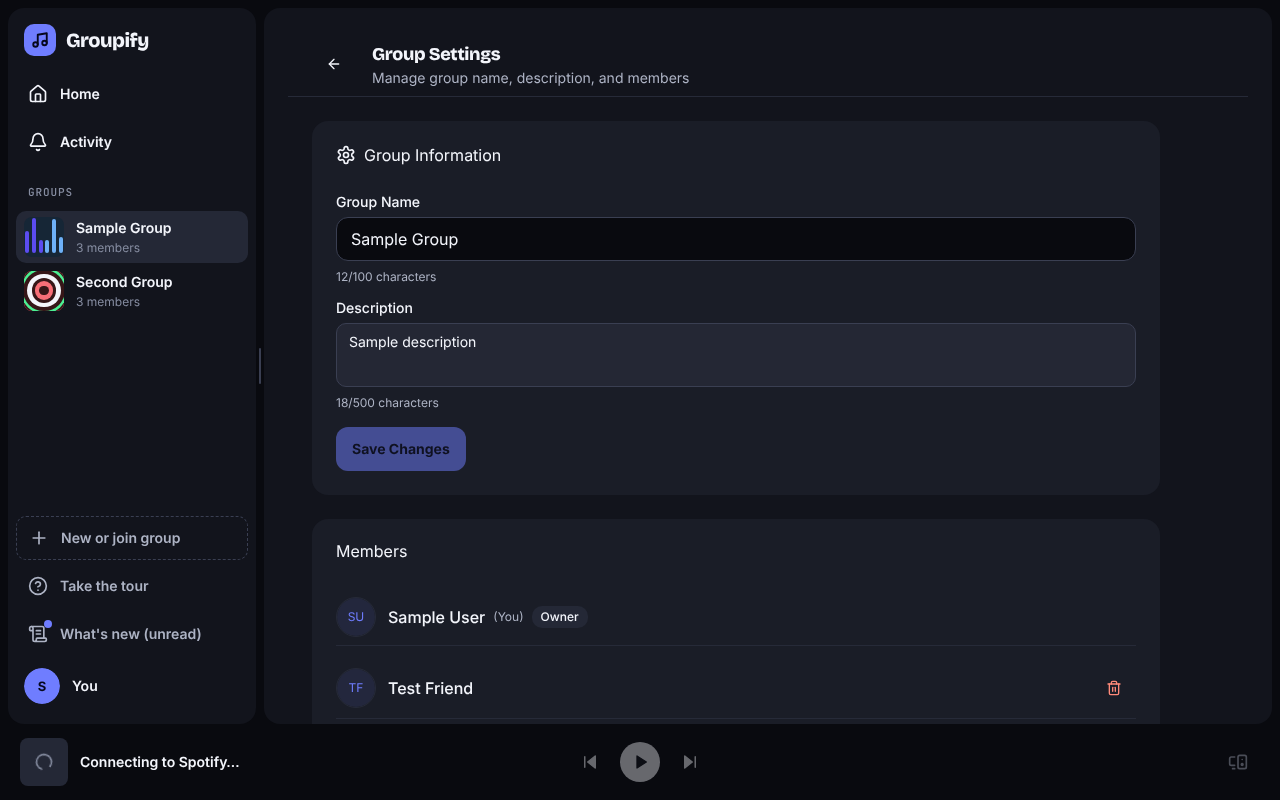 Groupify
Home
Activity
GROUPS
Sample Group
3 members
Second Group
3 members
New or join group
Take the tour
What's new (unread)
S
You
Group Settings
Manage group name, description, and members
Group Information
Group Name
Sample Group
12/100 characters
Description
Sample description
18/500 characters
Save Changes
Members
SU
Sample User (You) Owner
TF
Test Friend
Connecting to Spotify...